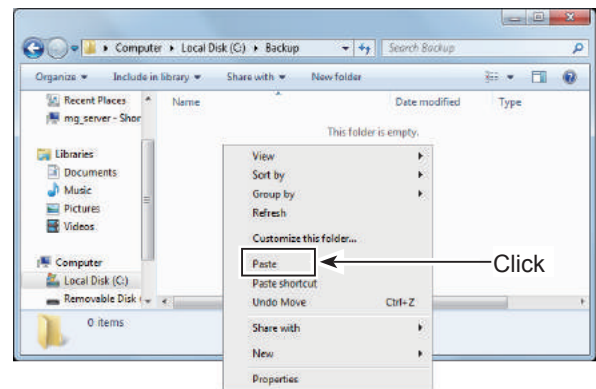 Computer ▸ Local Disk (C:) ▸ Backup
Search Backup
Organize
Include in library
Share with
New folder
Recent Places
mg_server - Shor
Libraries
Documents
Music
Pictures
Videos
Computer
Local Disk (C:)
Removable Disk (
Name
Date modified
Type
This folder is empty.
View
Sort by
Group by
Refresh
Customize this folder...
Paste
Paste shortcut
Undo Move Ctrl+Z
Share with
New
Properties
Click
0 items